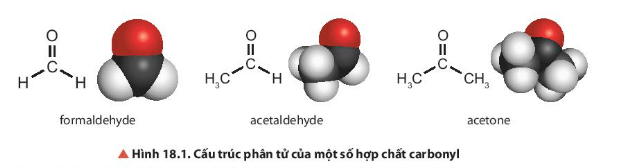 O
C
H H
formaldehyde
O
C
H₃C H
acetaldehyde
O
C
H₃C CH₃
acetone
▲ Hình 18.1. Cấu trúc phân tử của một số hợp chất carbonyl